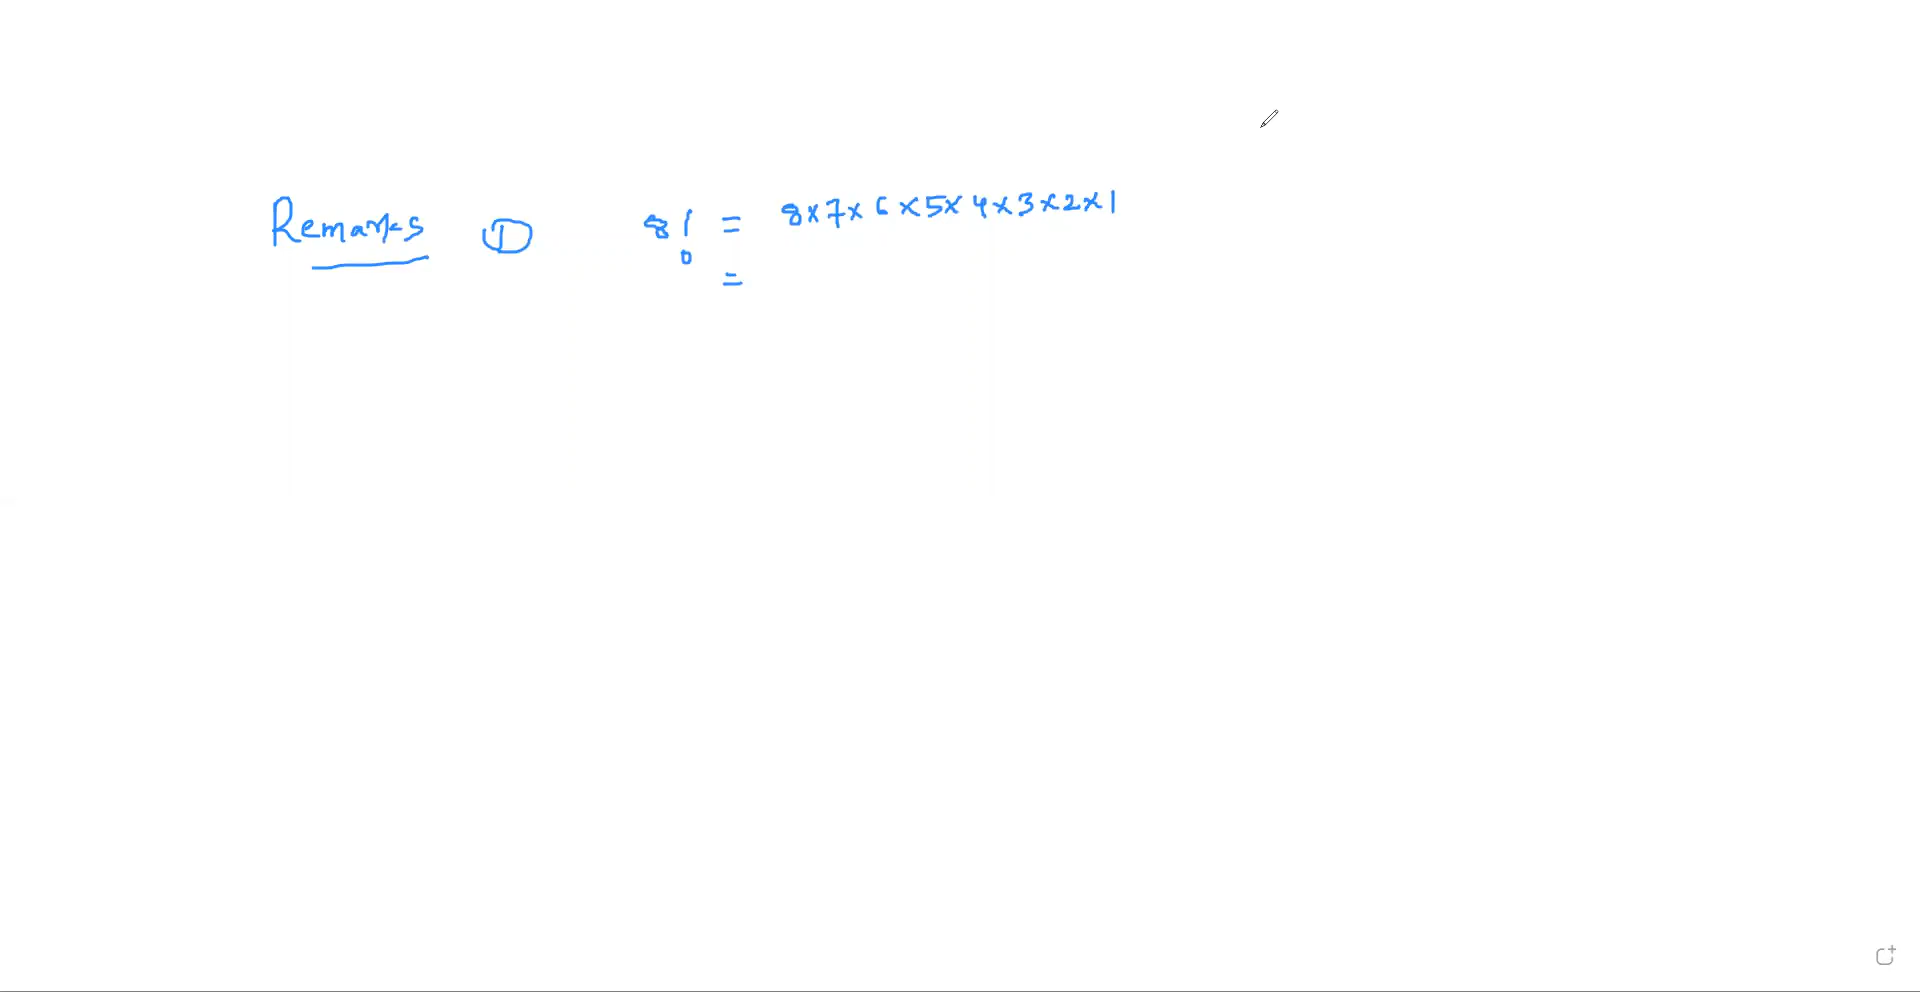 Remarks ① 8! = 8×7×6×5×4×3×2×1
=